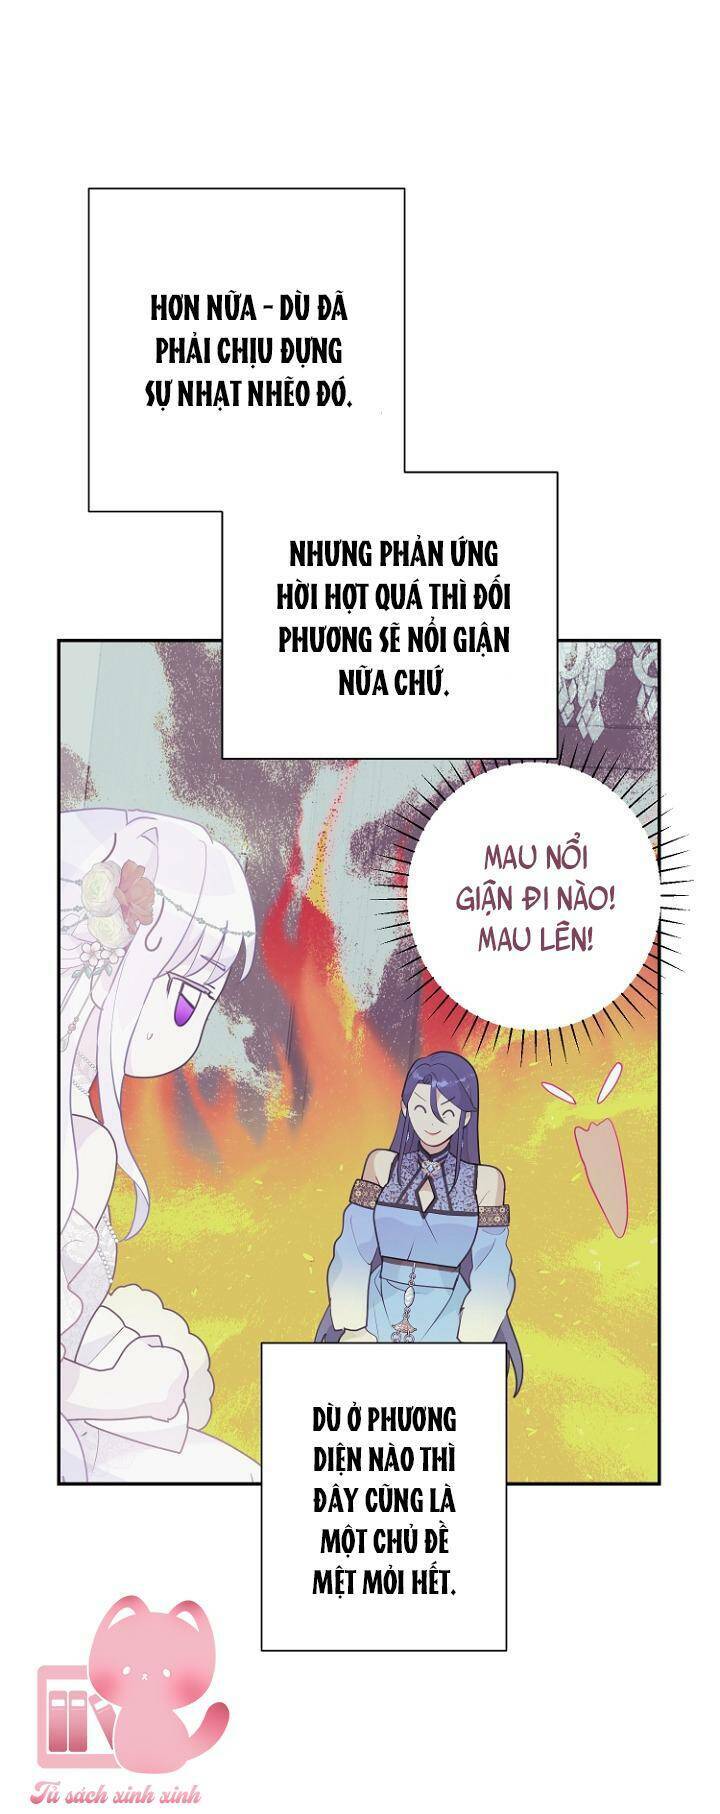 HƠN NỮA - DÙ ĐÃ
PHẢI CHỊU ĐỰNG
SỰ NHẠT NHẼO ĐÓ.
NHƯNG PHẢN ỨNG
HỜI HỢT QUÁ THÌ ĐỐI
PHƯƠNG SẼ NỔI GIẬN
NỮA CHỨ.
MAU NỔI
GIẬN ĐI NÀO!
MAU LÊN!
DÙ Ở PHƯƠNG
DIỆN NÀO THÌ
ĐÂY CŨNG LÀ
MỘT CHỦ ĐỀ
MỆT MỎI HẾT.
Tủ sách xinh xinh